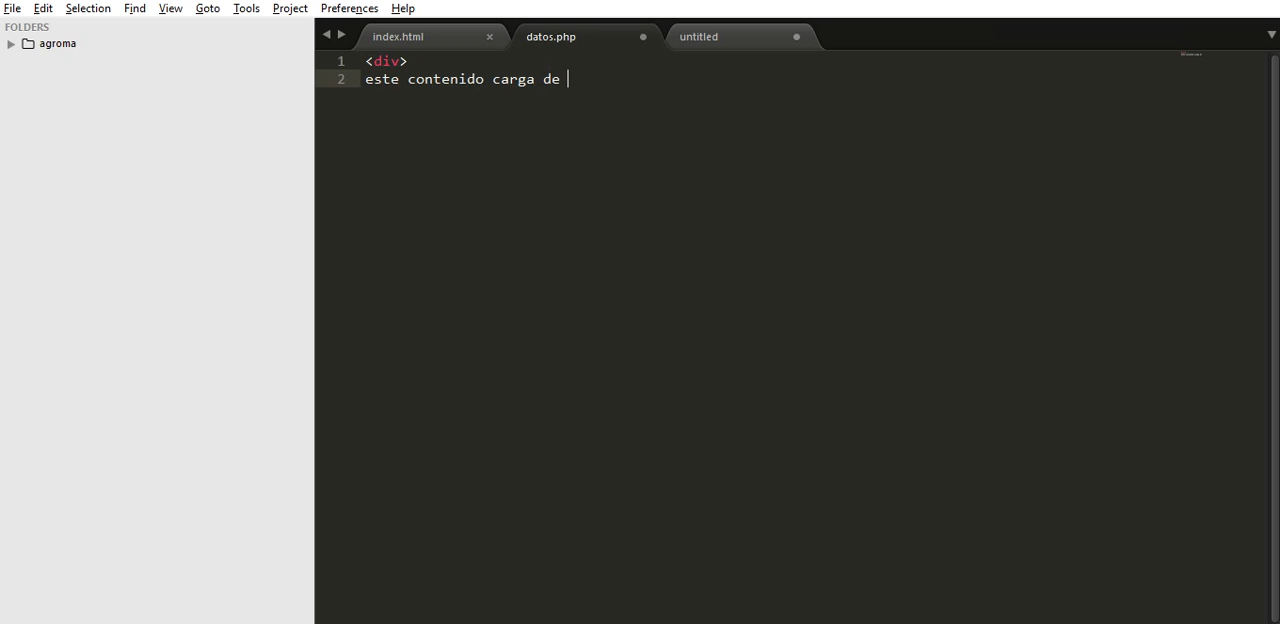 File Edit Selection Find View Goto Tools Project Preferences Help
FOLDERS
agroma
index.html × datos.php untitled
1 <div>
2 este contenido carga de